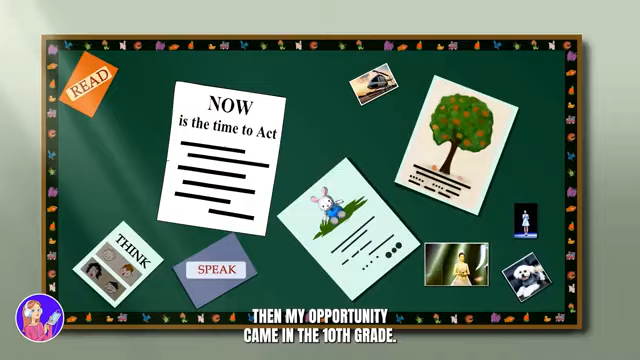 READ
NOW
is the time to Act
THINK
SPEAK
THEN MY OPPORTUNITY
CAME IN THE 10TH GRADE.